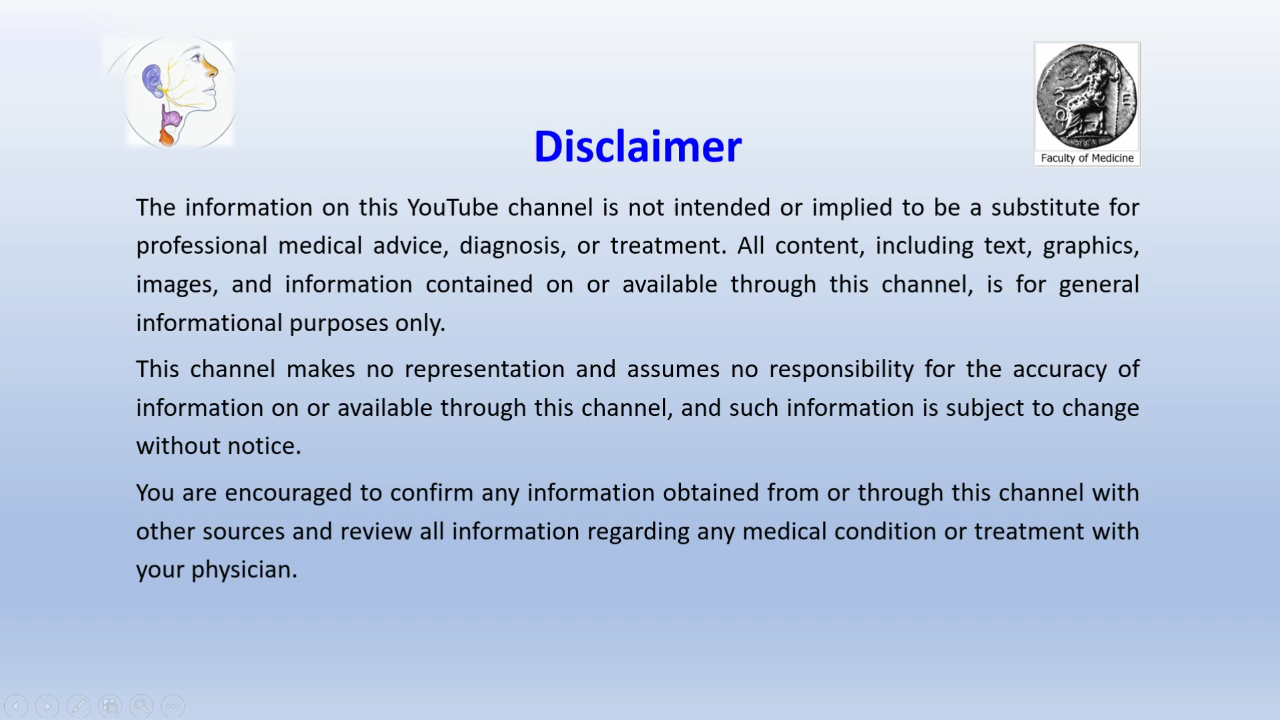 Faculty of Medicine
Disclaimer
The information on this YouTube channel is not intended or implied to be a substitute for
professional medical advice, diagnosis, or treatment. All content, including text, graphics,
images, and information contained on or available through this channel, is for general
informational purposes only.
This channel makes no representation and assumes no responsibility for the accuracy of
information on or available through this channel, and such information is subject to change
without notice.
You are encouraged to confirm any information obtained from or through this channel with
other sources and review all information regarding any medical condition or treatment with
your physician.